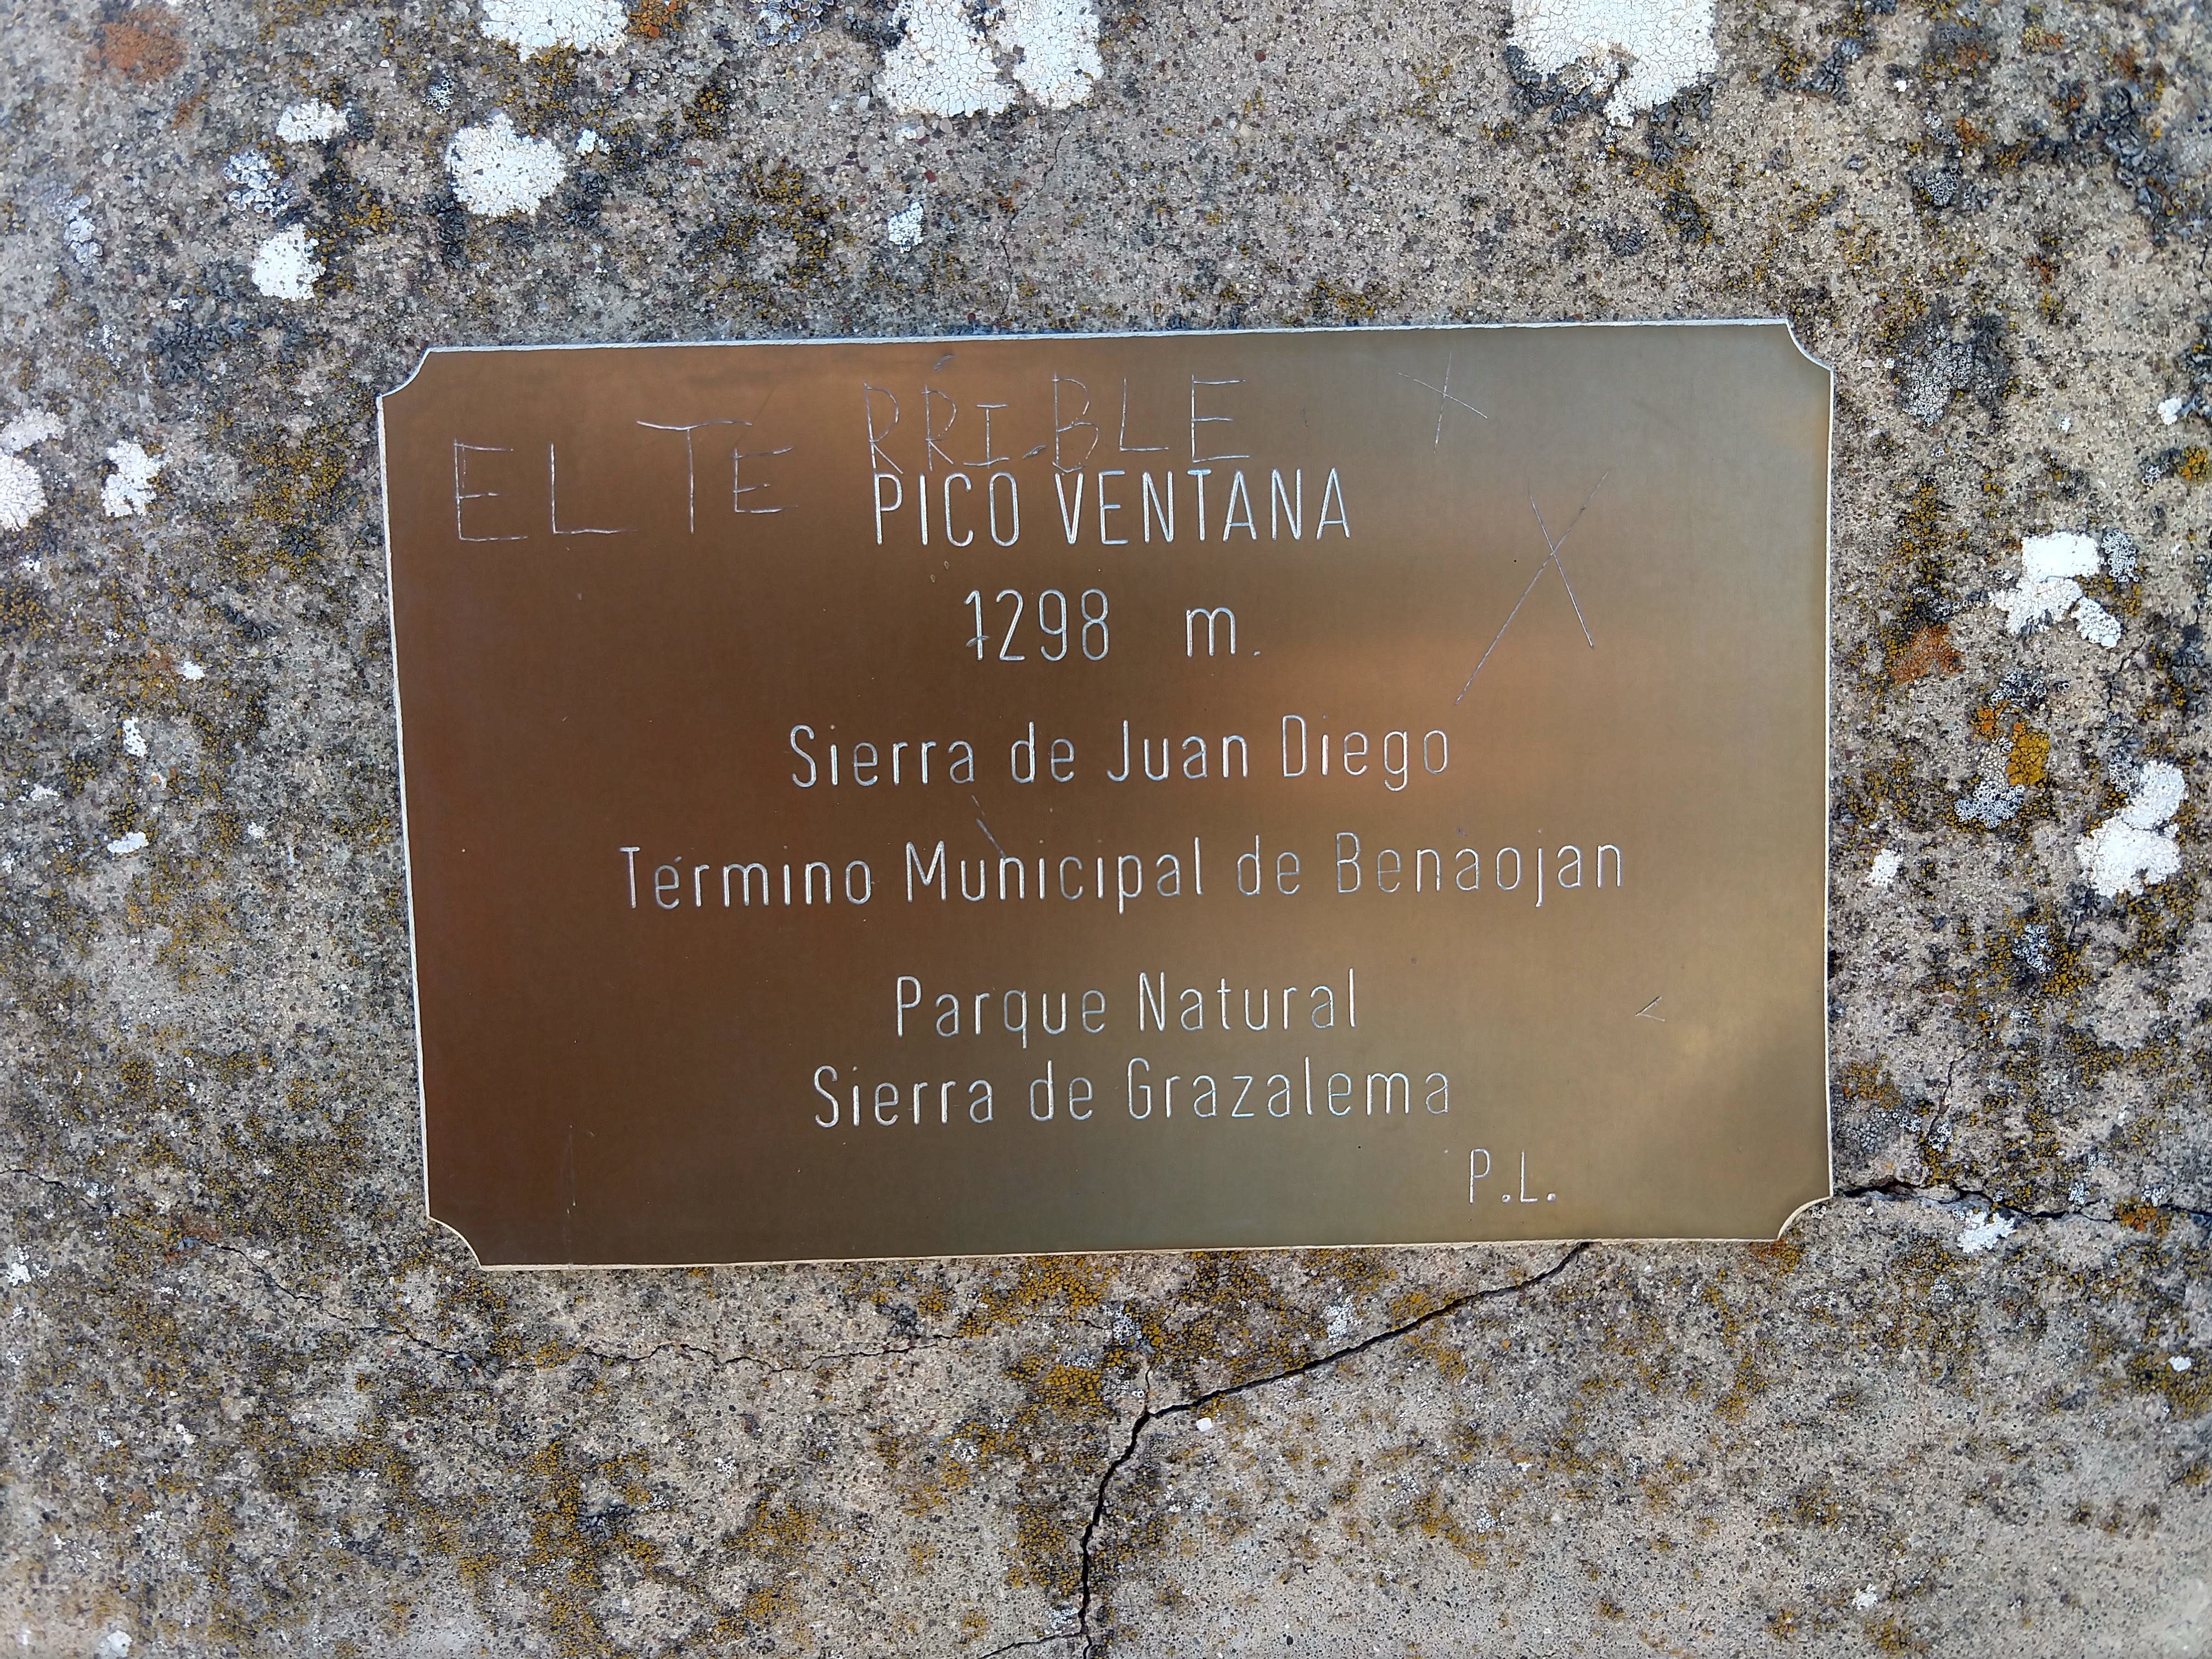 EL TERRIBLE
PICO VENTANA
1298 m.
Sierra de Juan Diego
Término Municipal de Benaojan
Parque Natural
Sierra de Grazalema
P.L.